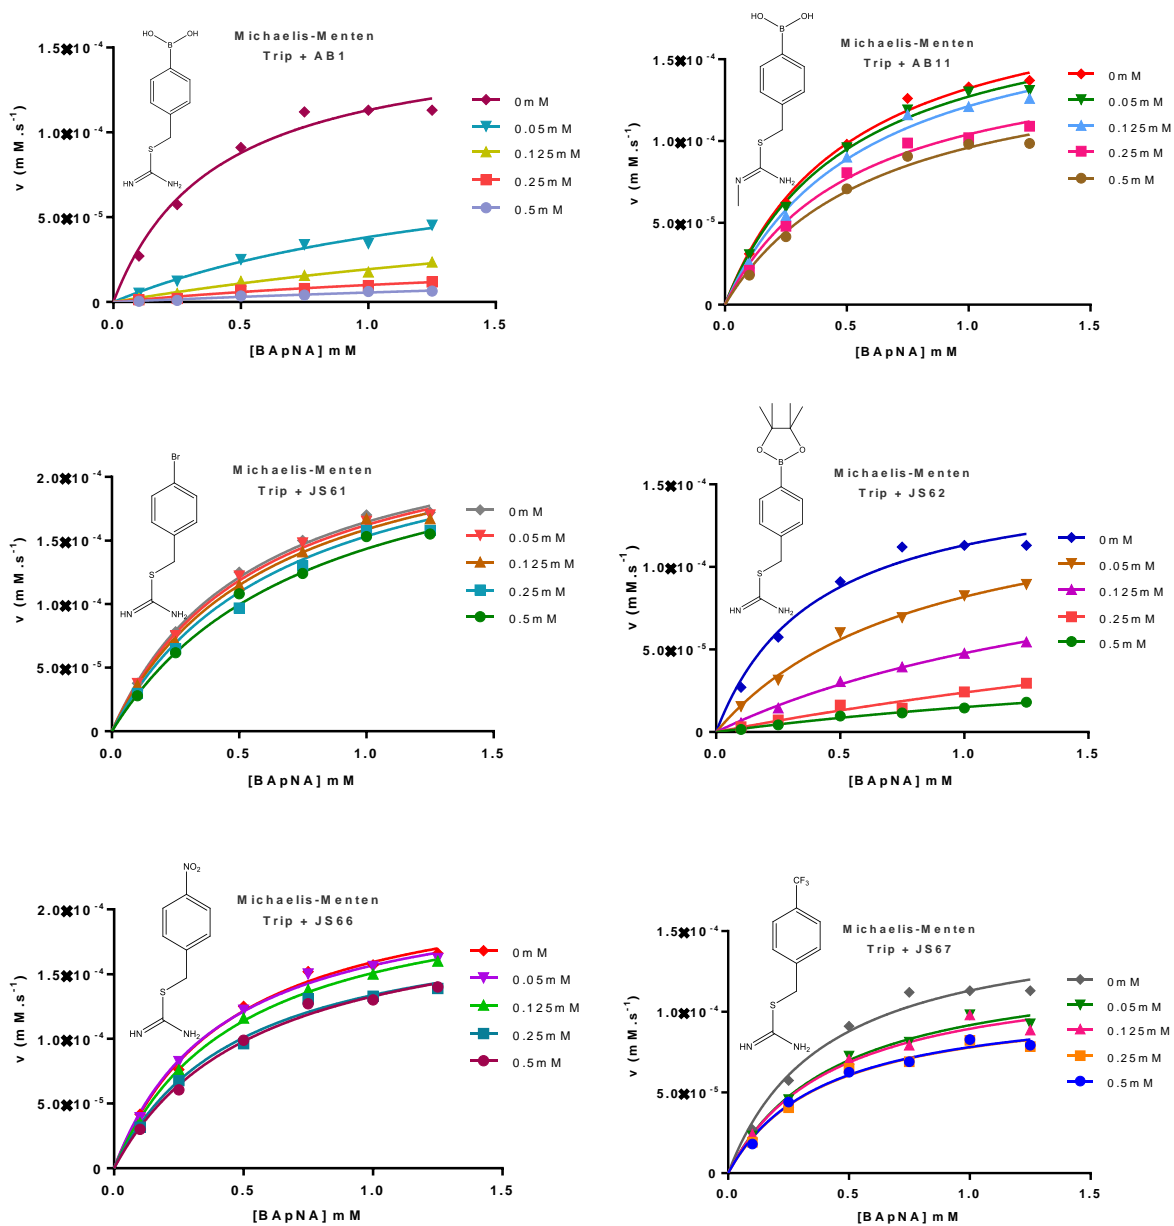 Michaelis-Menten
Trip + AB1
HO
OH
B
S
HN
NH2
1.5✖10-4
1.0✖10-4
5.0✖10-5
0
0.0
0.5
1.0
1.5
v (mM.s-1)
[BApNA] mM
0mM
0.05mM
0.125mM
0.25mM
0.5mM
Michaelis-Menten
Trip + AB11
HO
OH
B
S
N
NH2
1.5✖10-4
1.0✖10-4
5.0✖10-5
0
0.0
0.5
1.0
1.5
v (mM.s-1)
[BApNA] mM
0mM
0.05mM
0.125mM
0.25mM
0.5mM
Michaelis-Menten
Trip + JS61
Br
S
HN
NH2
2.0✖10-4
1.5✖10-4
1.0✖10-4
5.0✖10-5
0
0.0
0.5
1.0
1.5
v (mM.s-1)
[BApNA] mM
0mM
0.05mM
0.125mM
0.25mM
0.5mM
Michaelis-Menten
Trip + JS62
O
O
B
S
HN
NH2
1.5✖10-4
1.0✖10-4
5.0✖10-5
0
0.0
0.5
1.0
1.5
v (mM.s-1)
[BApNA] mM
0mM
0.05mM
0.125mM
0.25mM
0.5mM
Michaelis-Menten
Trip + JS66
NO2
S
HN
NH2
2.0✖10-4
1.5✖10-4
1.0✖10-4
5.0✖10-5
0
0.0
0.5
1.0
1.5
v (mM.s-1)
[BApNA] mM
0mM
0.05mM
0.125mM
0.25mM
0.5mM
Michaelis-Menten
Trip + JS67
CF3
S
HN
NH2
1.5✖10-4
1.0✖10-4
5.0✖10-5
0
0.0
0.5
1.0
1.5
v (mM.s-1)
[BApNA] mM
0mM
0.05mM
0.125mM
0.25mM
0.5mM